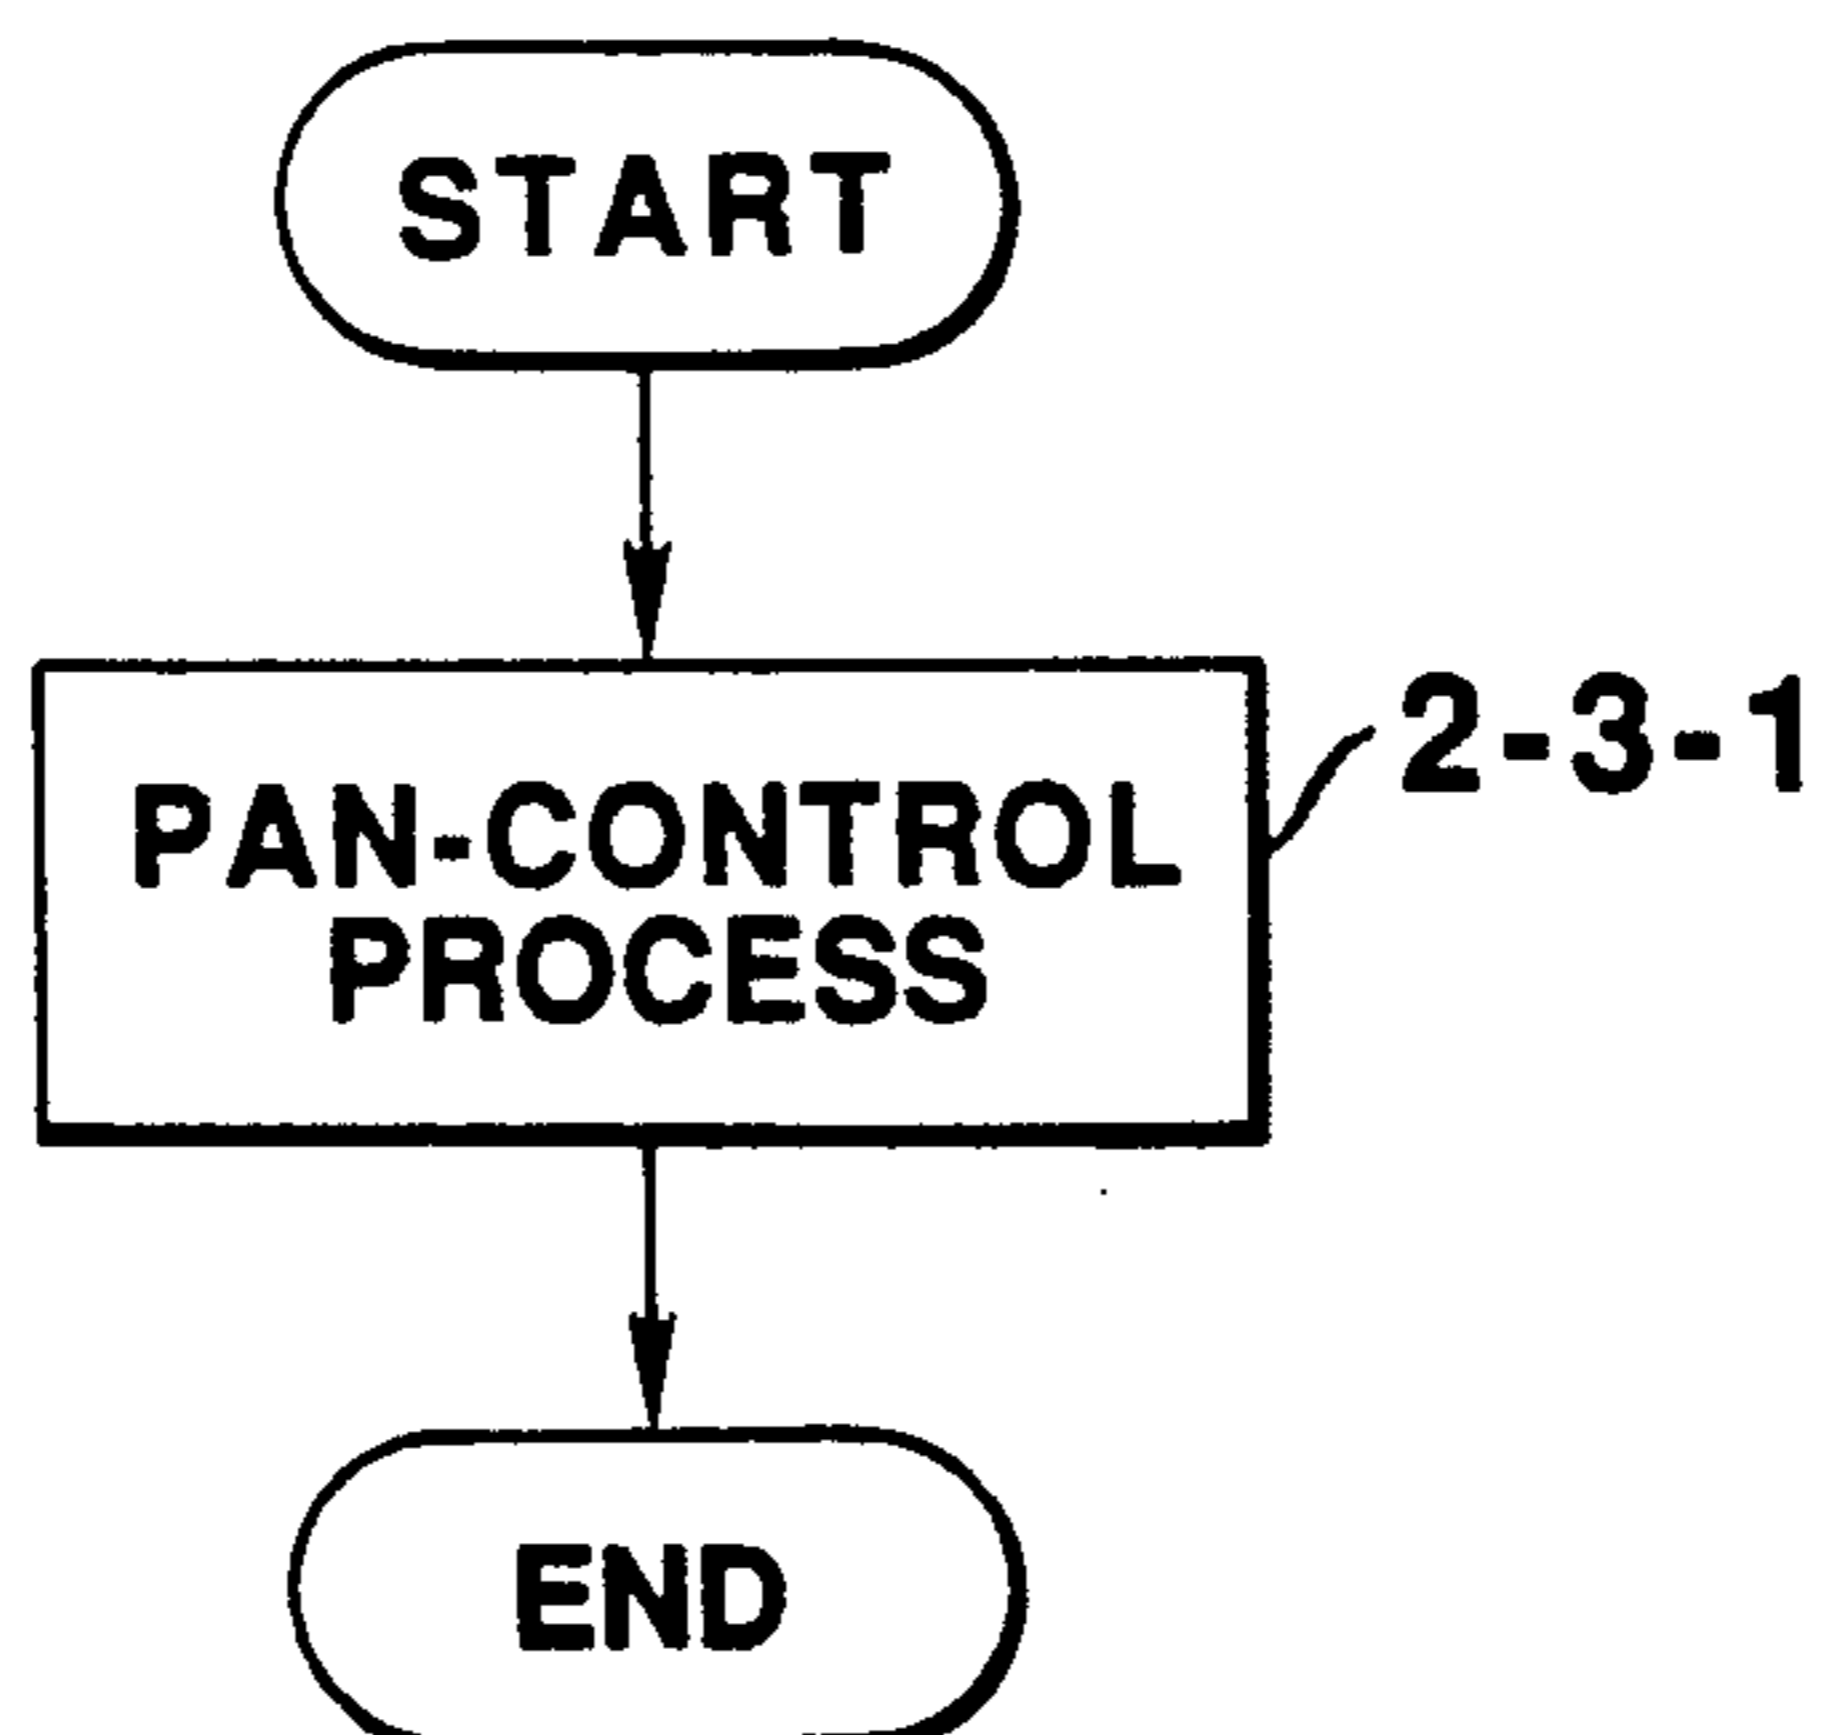 START
2-3-1
PAN-CONTROL
PROCESS
END